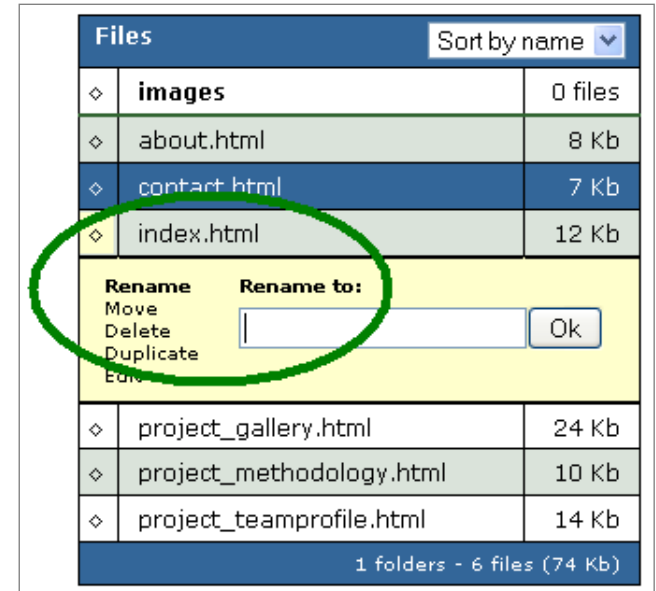 Files Sort by name
images 0 files
about.html 8 Kb
contact.html 7 Kb
index.html 12 Kb
Rename Rename to:
Move
Delete Ok
Duplicate
Edit
project_gallery.html 24 Kb
project_methodology.html 10 Kb
project_teamprofile.html 14 Kb
1 folders - 6 files (74 Kb)